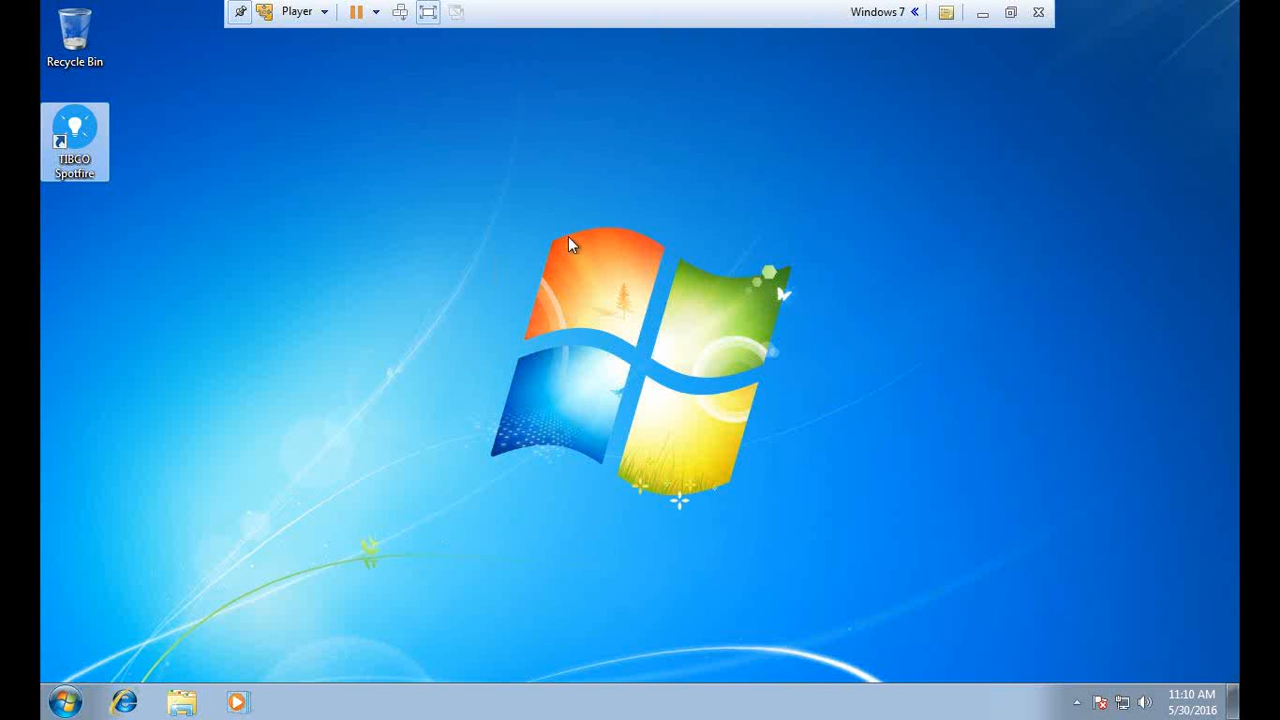 Player
Windows 7
Recycle Bin
TIBCO
Spotfire
11:10 AM
5/30/2016